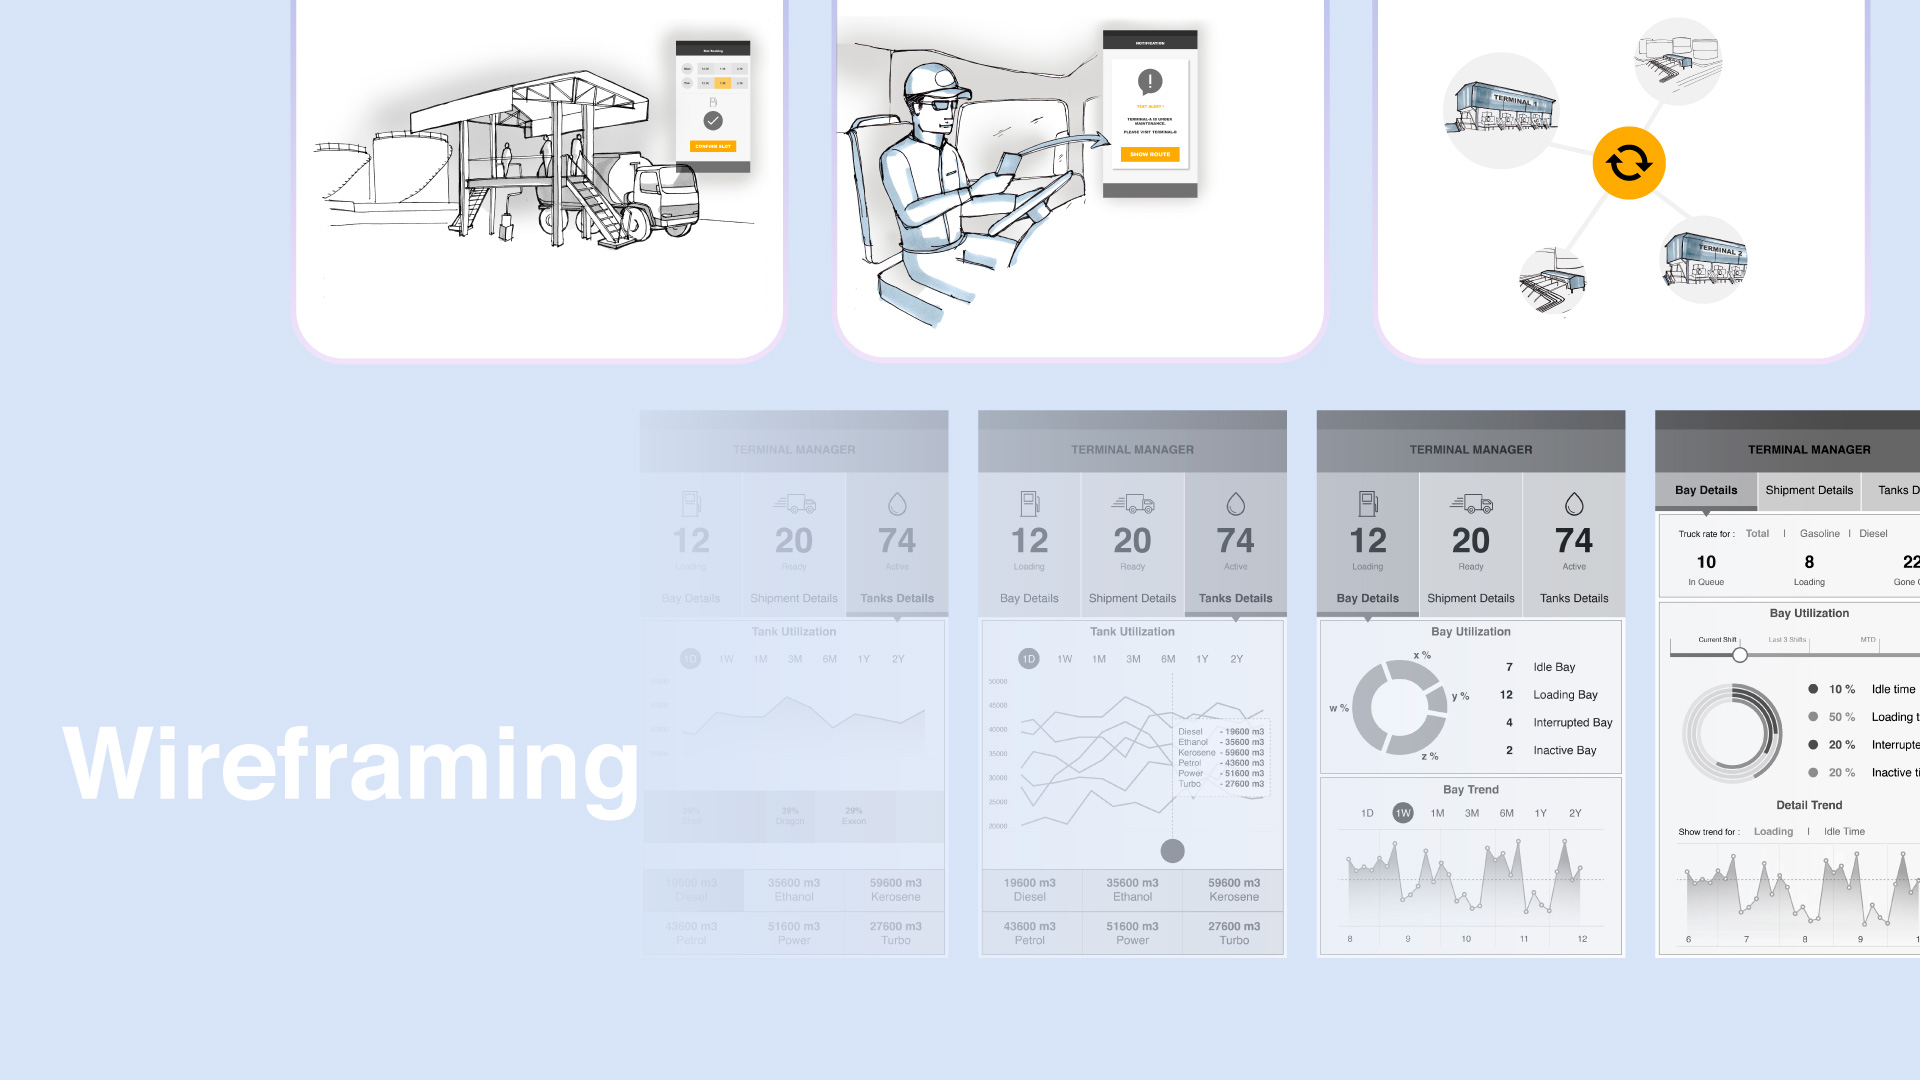 CONFIRM SLOT
NOTIFICATION
TEXT ALERT !
TERMINAL-A IS UNDER
MAINTENANCE.
PLEASE VISIT TERMINAL-B
SHOW ROUTE
TERMINAL 1
TERMINAL 2
Wireframing
TERMINAL MANAGER
12
Loading
Bay Details
20
Ready
Shipment Details
74
Active
Tanks Details
Tank Utilization
1D 1W 1M 3M 6M 1Y 2Y
39%
Oragon
29%
Exxon
19600 m3
Diesel
35600 m3
Ethanol
59600 m3
Kerosene
43600 m3
Petrol
51600 m3
Power
27600 m3
Turbo
TERMINAL MANAGER
12
Loading
Bay Details
20
Ready
Shipment Details
74
Active
Tanks Details
Tank Utilization
1D 1W 1M 3M 6M 1Y 2Y
50000
45000
40000
35000
30000
25000
20000
Diesel - 19600 m3
Ethanol - 35600 m3
Kerosene - 59600 m3
Petrol - 43600 m3
Power - 51600 m3
Turbo - 27600 m3
19600 m3
Diesel
35600 m3
Ethanol
59600 m3
Kerosene
43600 m3
Petrol
51600 m3
Power
27600 m3
Turbo
TERMINAL MANAGER
12
Loading
Bay Details
20
Ready
Shipment Details
74
Active
Tanks Details
Bay Utilization
x %
y %
w %
z %
7 Idle Bay
12 Loading Bay
4 Interrupted Bay
2 Inactive Bay
Bay Trend
1D 1W 1M 3M 6M 1Y 2Y
8 9 10 11 12
TERMINAL MANAGER
Bay Details Shipment Details Tanks D
Truck rate for : Total | Gasoline | Diesel
10
In Queue
8
Loading
22
Gone
Bay Utilization
Current Shift Last 3 Shifts MTD
10 % Idle time
50 % Loading t
20 % Interrupte
20 % Inactive ti
Detail Trend
Show trend for : Loading | Idle Time
6 7 8 9 1